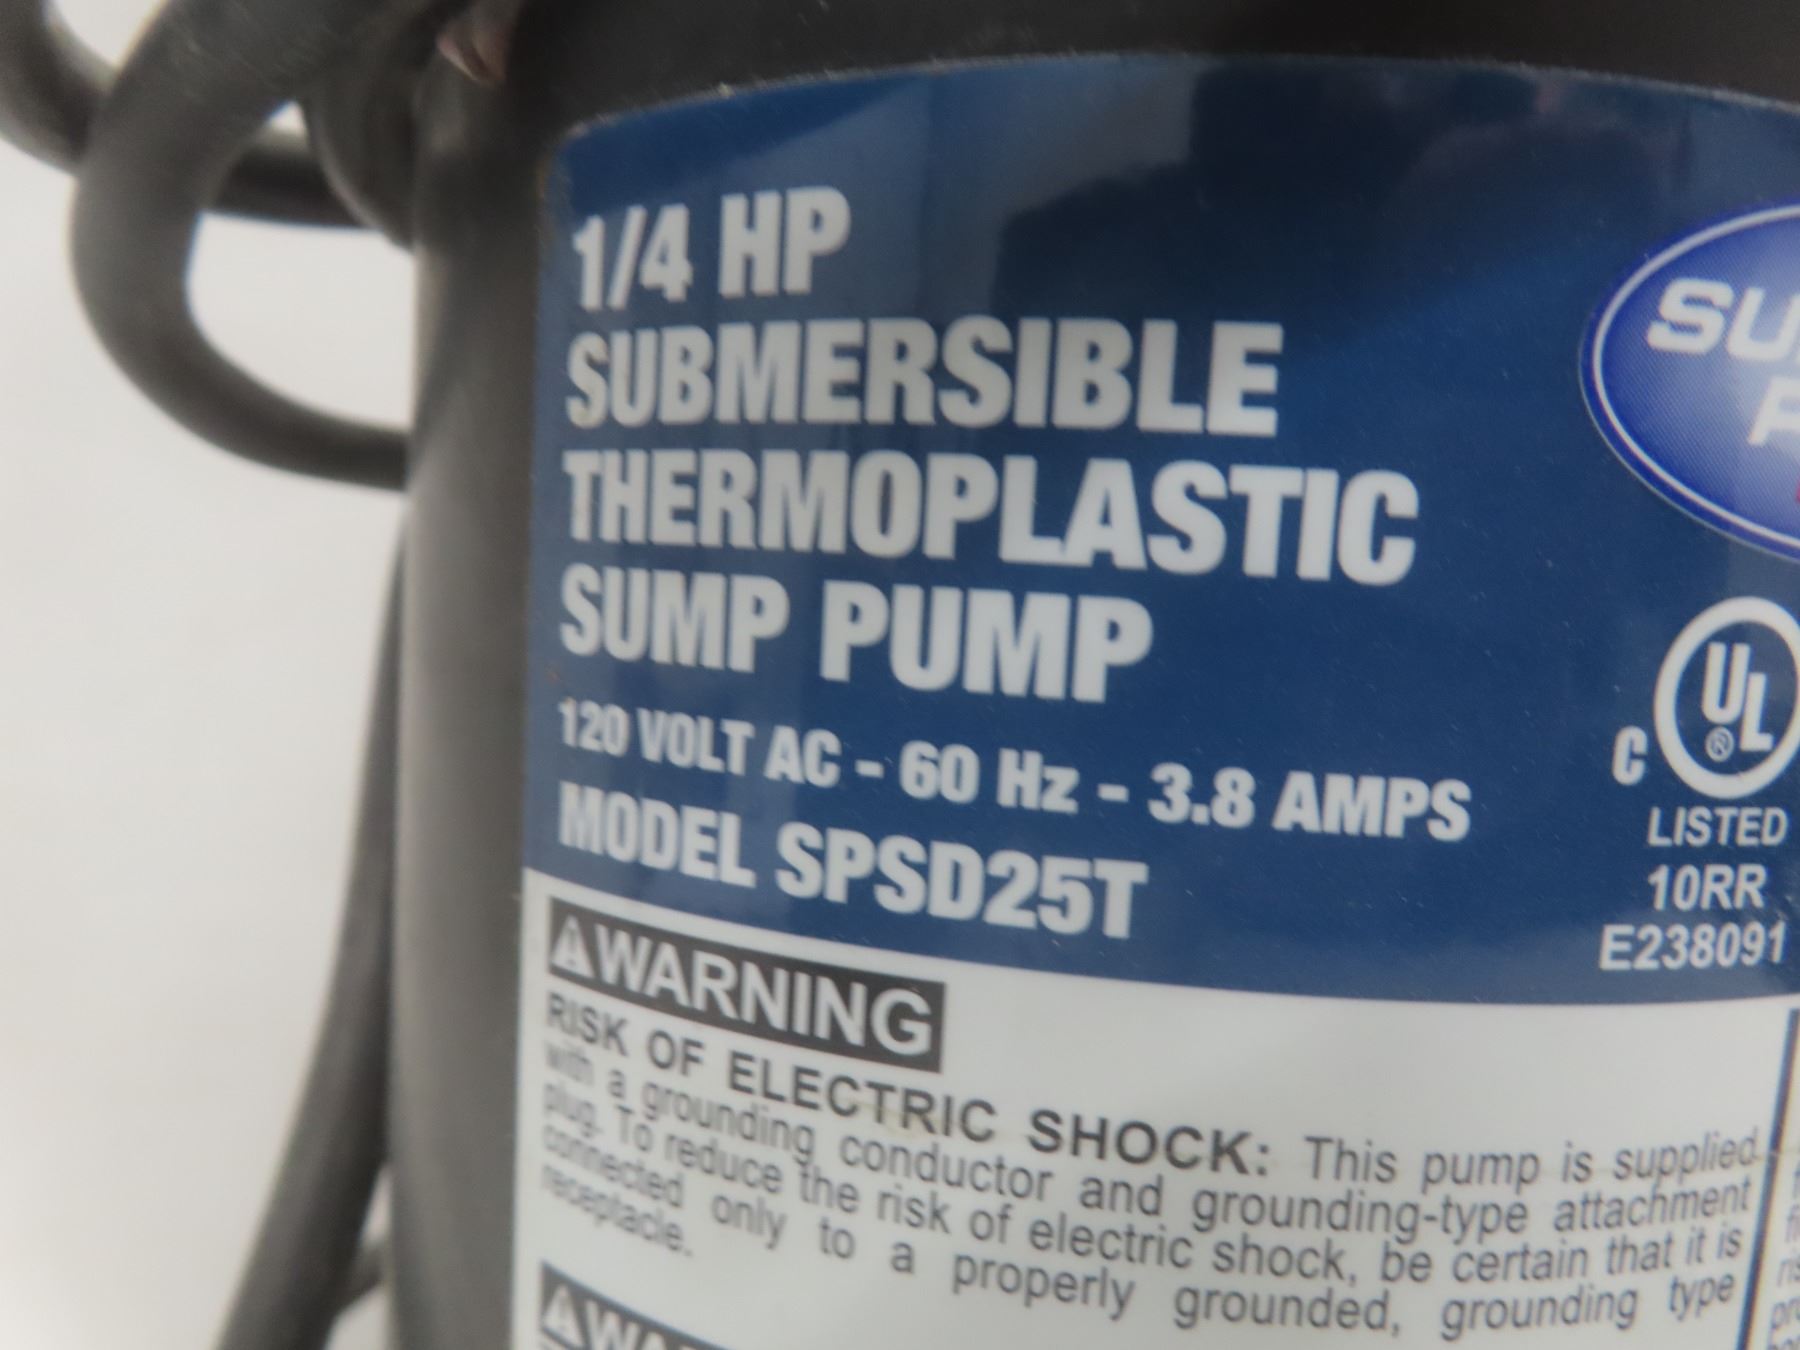 1/4 HP
SUBMERSIBLE
THERMOPLASTIC
SUMP PUMP
120 VOLT AC - 60 Hz - 3.8 AMPS
MODEL SPSD25T
SU
P
C UL ®
LISTED
10RR
E238091
WARNING
RISK OF ELECTRIC SHOCK: This pump is supplied
with a grounding conductor and grounding-type attachment
plug. To reduce the risk of electric shock, be certain that it is
connected only to a properly grounded, grounding type
receptacle.